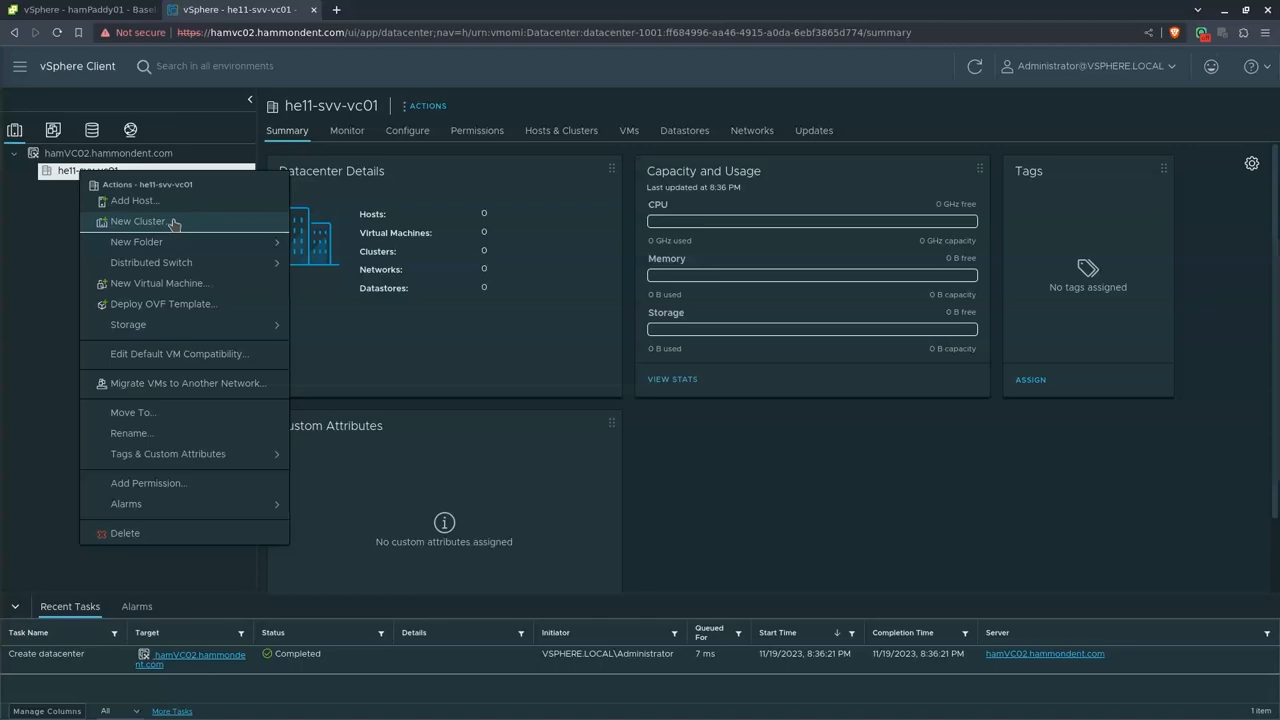 vSphere - hamPaddy01 - Basel
vSphere - he11-svv-vc01 -
Not secure
https://hamvc02.hammondent.com/ui/app/datacenter;nav=h/urn:vmomi:Datacenter:datacenter-1001:ff684996-aa46-4915-a0da-6ebf3865d774/summary
vSphere Client
Search in all environments
Administrator@VSPHERE.LOCAL
he11-svv-vc01
ACTIONS
Summary
Monitor
Configure
Permissions
Hosts & Clusters
VMs
Datastores
Networks
Updates
hamVC02.hammondent.com
he11-svv-vc01
Actions - he11-svv-vc01
Add Host...
New Cluster...
New Folder
Distributed Switch
New Virtual Machine...
Deploy OVF Template...
Storage
Edit Default VM Compatibility...
Migrate VMs to Another Network...
Move To...
Rename...
Tags & Custom Attributes
Add Permission...
Alarms
Delete
Datacenter Details
Hosts: 0
Virtual Machines: 0
Clusters: 0
Networks: 0
Datastores: 0
Capacity and Usage
Last updated at 8:36 PM
CPU 0 GHz free
0 GHz used 0 GHz capacity
Memory 0 B free
0 B used 0 B capacity
Storage 0 B free
0 B used 0 B capacity
VIEW STATS
Tags
No tags assigned
ASSIGN
ustom Attributes
No custom attributes assigned
Recent Tasks
Alarms
Task Name
Target
Status
Details
Initiator
Queued
For
Start Time
Completion Time
Server
Create datacenter
hamVC02.hammonde
nt.com
Completed
VSPHERE.LOCAL\Administrator
7 ms
11/19/2023, 8:36:21 PM
11/19/2023, 8:36:21 PM
hamVC02.hammondent.com
Manage Columns
All
More Tasks
1 item